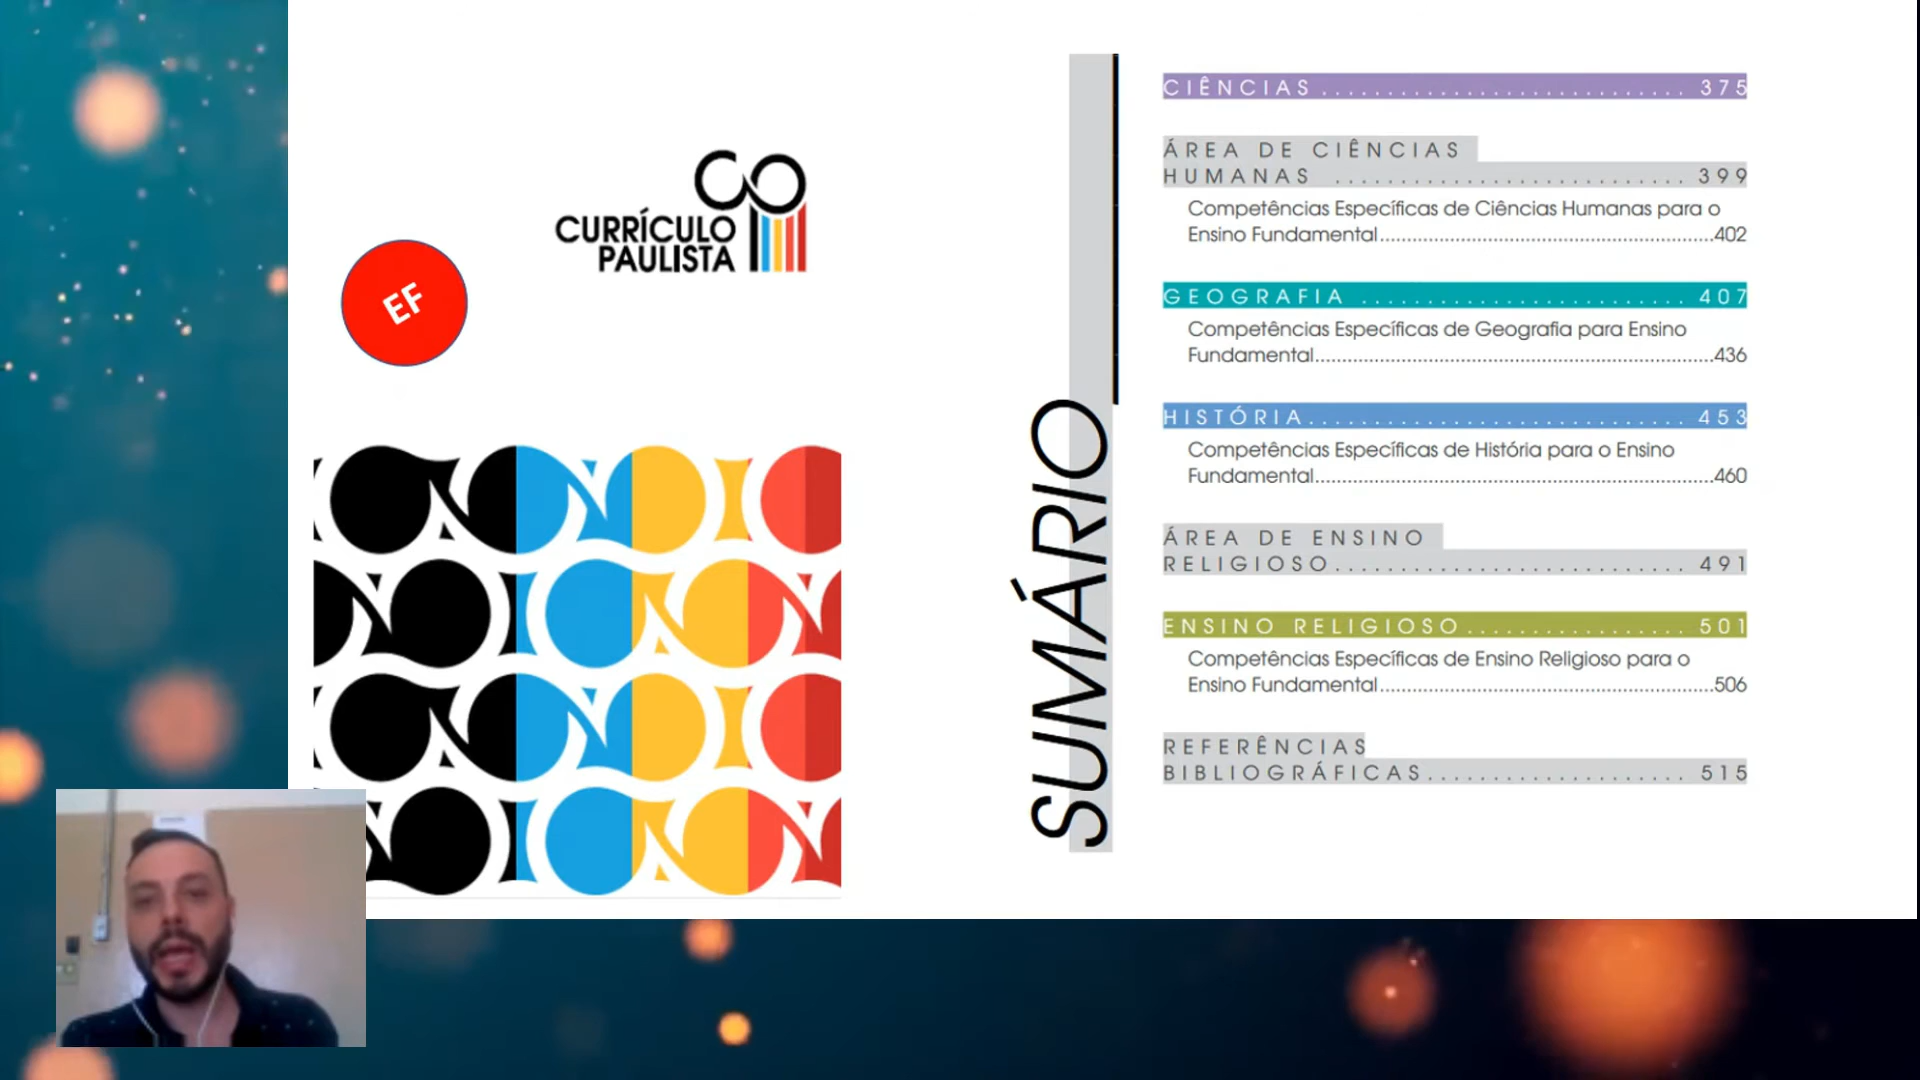 CURRÍCULO
PAULISTA
EF
SUMÁRIO
CIÊNCIAS ............................ 375
ÁREA DE CIÊNCIAS
HUMANAS ........................... 399
Competências Específicas de Ciências Humanas para o
Ensino Fundamental..................................................................402
GEOGRAFIA ......................... 407
Competências Específicas de Geografia para Ensino
Fundamental................................................................................436
HISTÓRIA............................. 453
Competências Específicas de História para o Ensino
Fundamental................................................................................460
ÁREA DE ENSINO
RELIGIOSO........................... 491
ENSINO RELIGIOSO................. 501
Competências Específicas de Ensino Religioso para o
Ensino Fundamental..................................................................506
REFERÊNCIAS
BIBLIOGRÁFICAS.................... 515